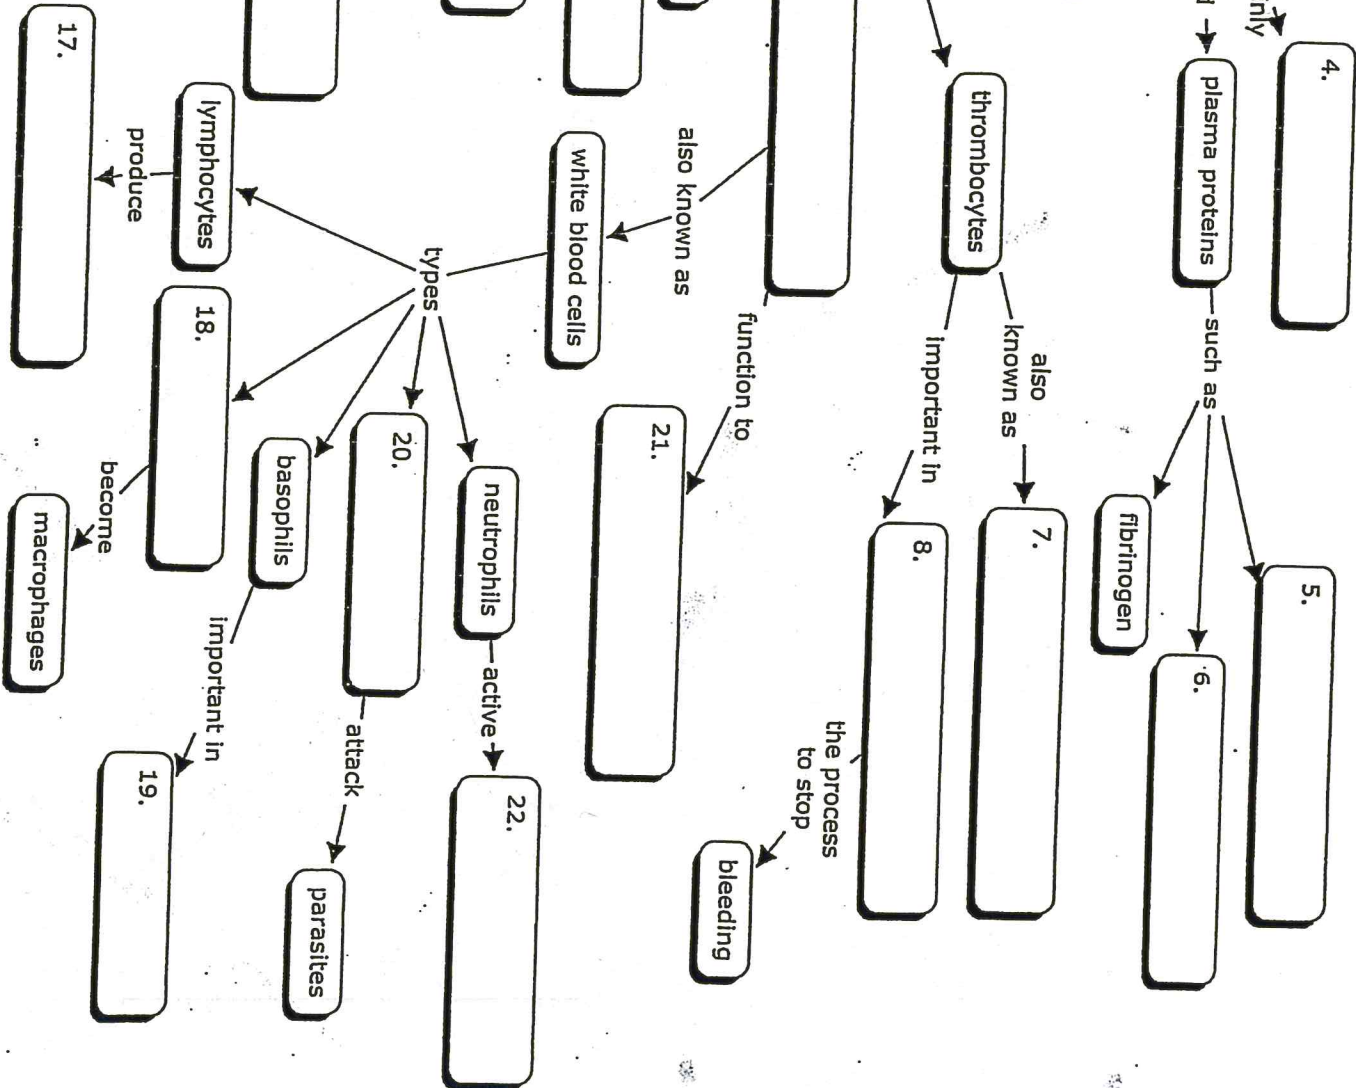 4.
plasma proteins
such as
5.
6.
fibrinogen
thrombocytes
also
known as
7.
important in
8.
the process
to stop
bleeding
also known as
white blood cells
function to
21.
types
neutrophils
active
22.
20.
attack
parasites
basophils
important in
19.
lymphocytes
produce
17.
18.
become
macrophages